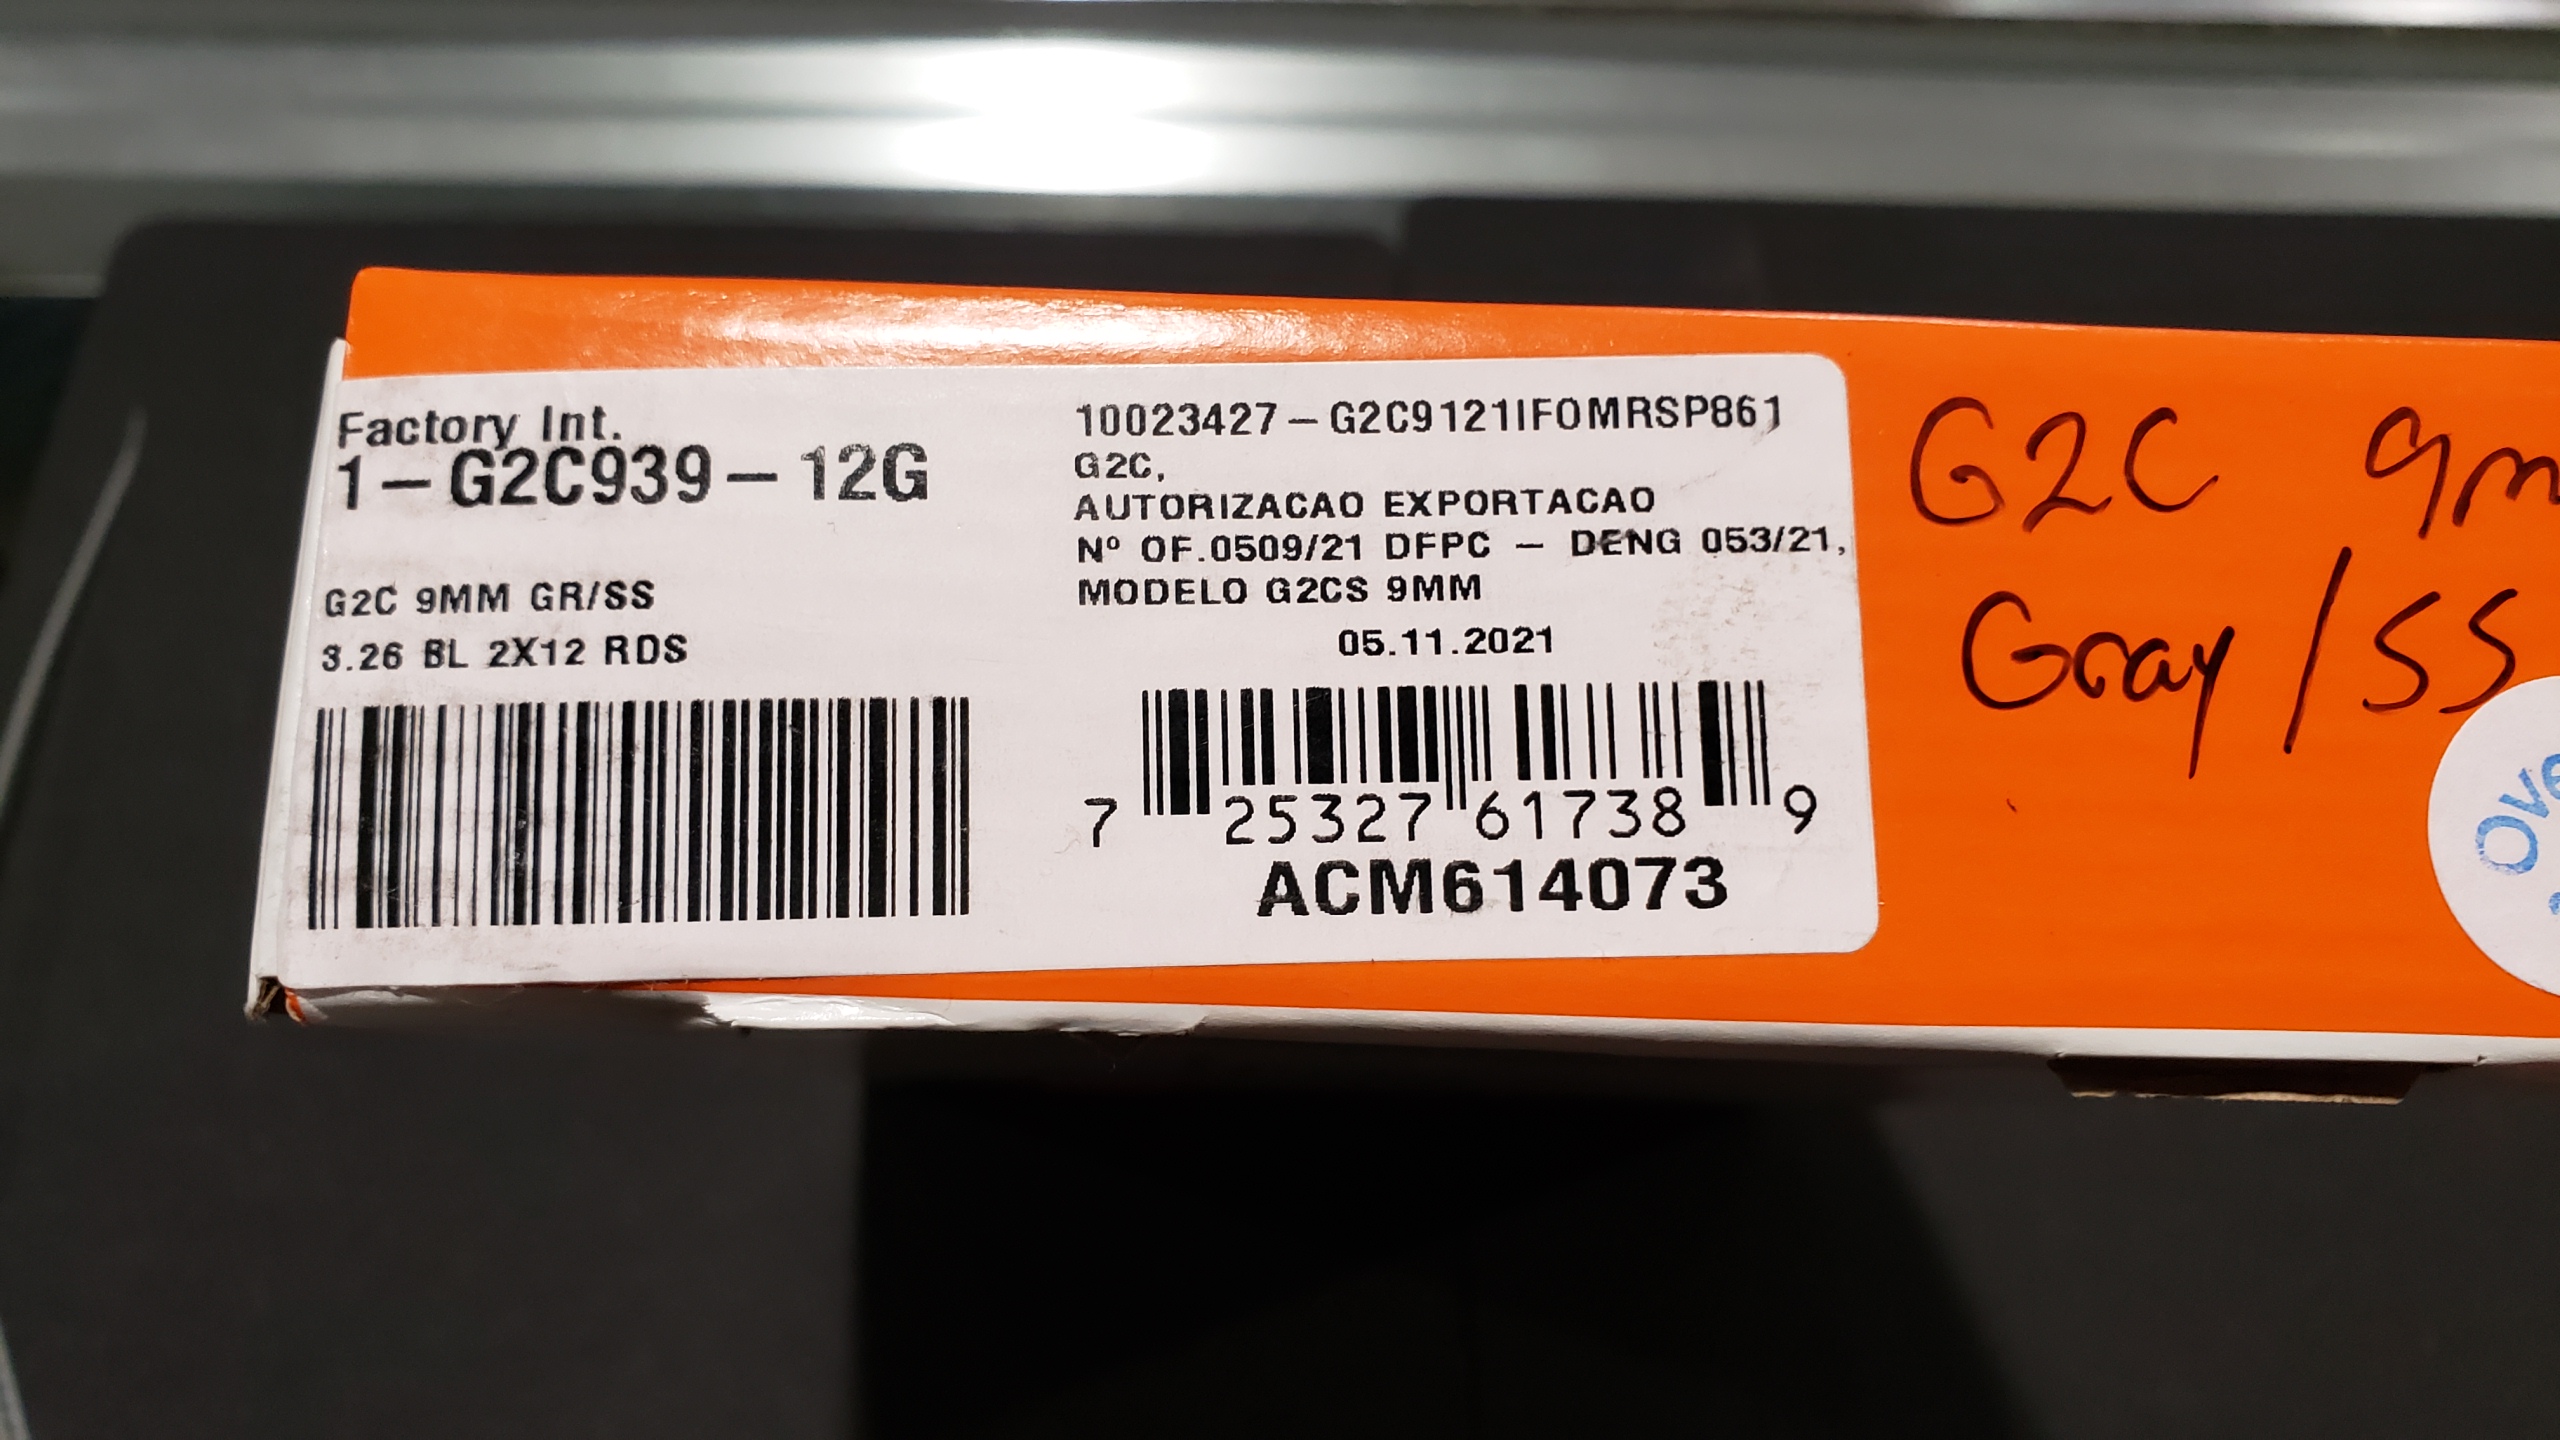 Factory Int.
1-G2C939-12G
G2C 9MM GR/SS
3.26 BL 2X12 RDS
10023427-G2C9121IFOMRSP861
G2C,
AUTORIZACAO EXPORTACAO
Nº OF.0509/21 DFPC - DENG 053/21,
MODELO G2CS 9MM
05.11.2021
7 25327 61738 9
ACM614073
G2C 9m
Gray/SS
Ove